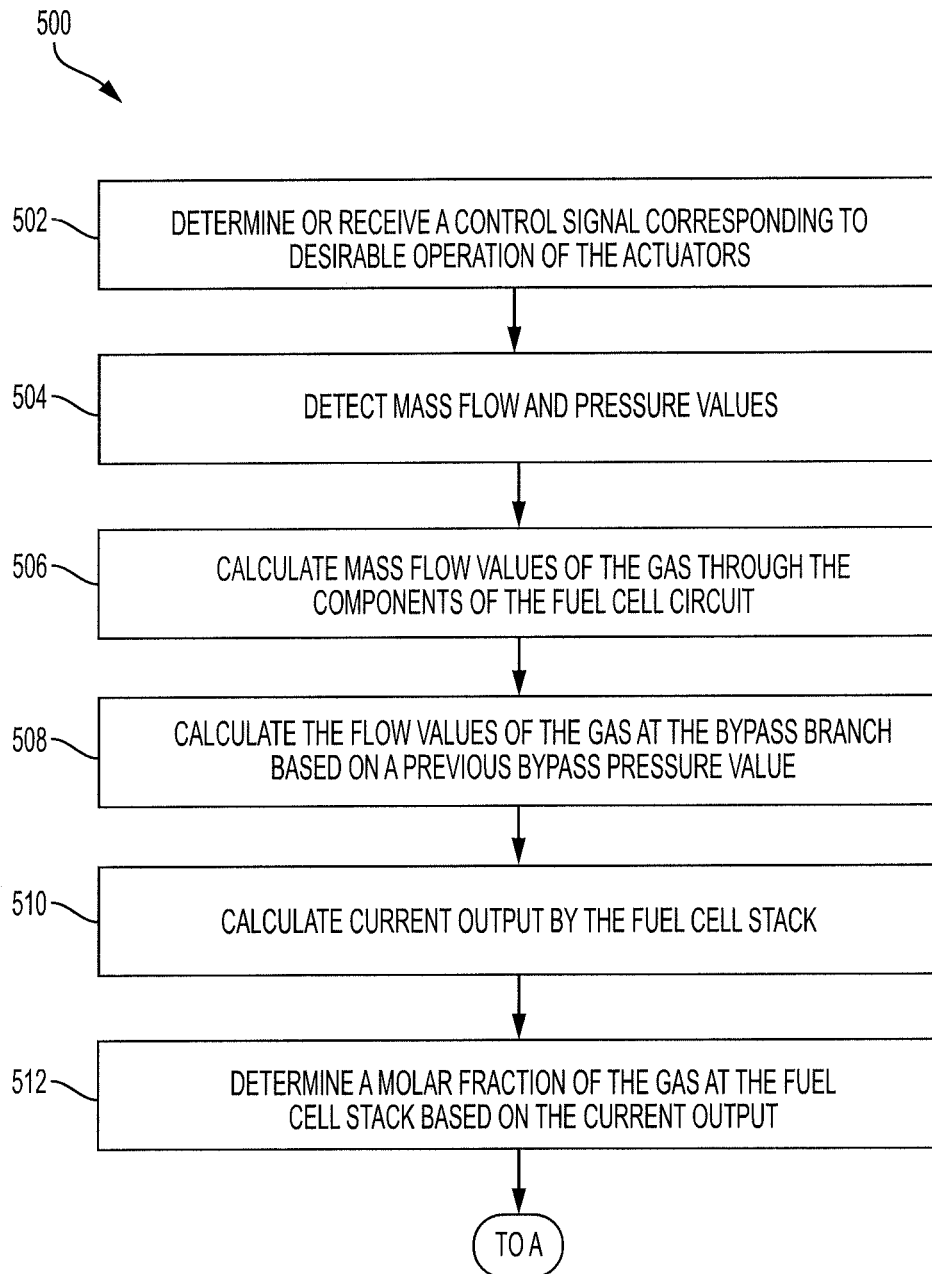 500
502
DETERMINE OR RECEIVE A CONTROL SIGNAL CORRESPONDING TO
DESIRABLE OPERATION OF THE ACTUATORS
504
DETECT MASS FLOW AND PRESSURE VALUES
506
CALCULATE MASS FLOW VALUES OF THE GAS THROUGH THE
COMPONENTS OF THE FUEL CELL CIRCUIT
508
CALCULATE THE FLOW VALUES OF THE GAS AT THE BYPASS BRANCH
BASED ON A PREVIOUS BYPASS PRESSURE VALUE
510
CALCULATE CURRENT OUTPUT BY THE FUEL CELL STACK
512
DETERMINE A MOLAR FRACTION OF THE GAS AT THE FUEL
CELL STACK BASED ON THE CURRENT OUTPUT
TO A